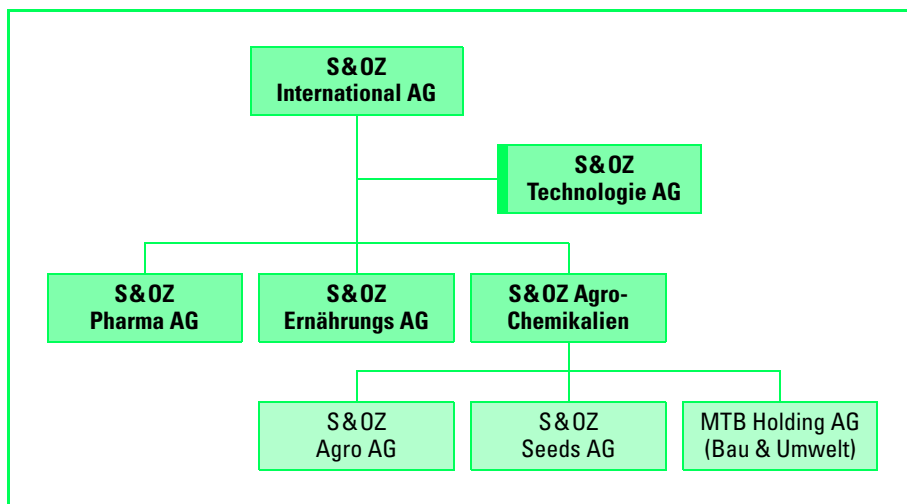 S&OZ
International AG
S&OZ
Technologie AG
S&OZ
Pharma AG
S&OZ
Ernährungs AG
S&OZ Agro-
Chemikalien
S&OZ
Agro AG
S&OZ
Seeds AG
MTB Holding AG
(Bau & Umwelt)